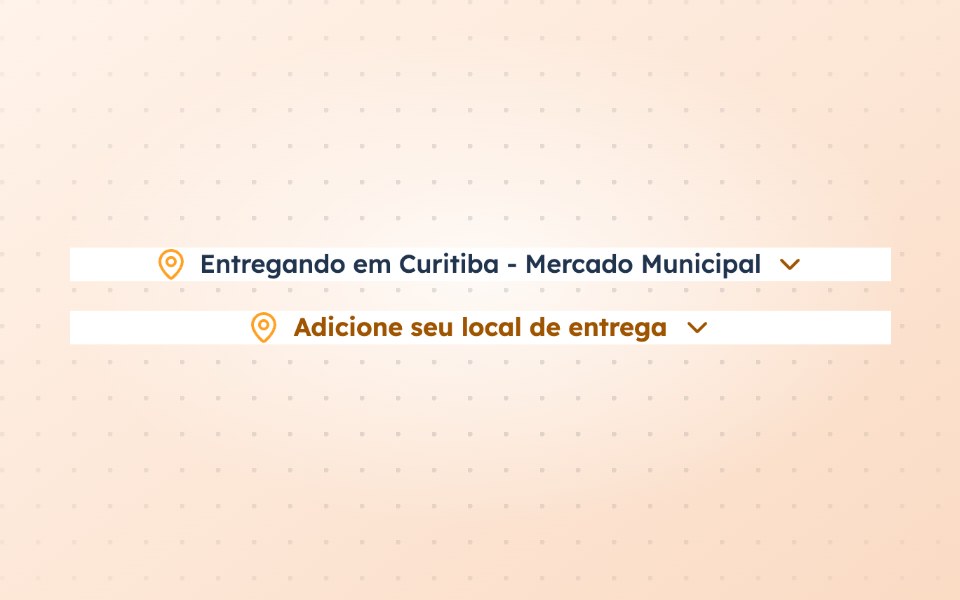 Entregando em Curitiba - Mercado Municipal
Adicione seu local de entrega